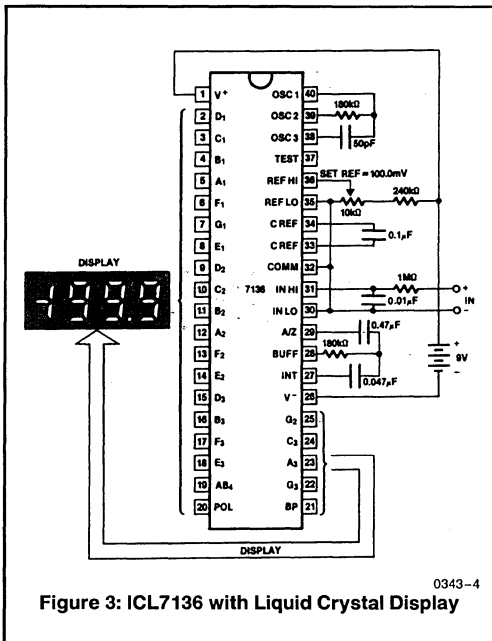 1 V+ OSC 1 40
2 D1 OSC 2 39 180kΩ
3 C1 OSC 3 38 50pF
4 B1 TEST 37
5 A1 REF HI 36 SET REF = 100.0mV
6 F1 REF LO 35 10kΩ 240kΩ
7 G1 C REF 34
8 E1 7136 C REF 33 0.1µF
DISPLAY
9 D2 COMM 32
10 C2 IN HI 31 1MΩ + IN
11 B2 IN LO 30 0.01µF −
12 A2 A/Z 29 0.47µF
13 F2 BUFF 28 180kΩ + 9V
14 E2 INT 27 0.047µF −
15 D3 V− 26
16 B3 G2 25
17 F3 C3 24
18 E3 A3 23
19 AB4 G3 22
20 POL BP 21
DISPLAY
0343-4
Figure 3: ICL7136 with Liquid Crystal Display